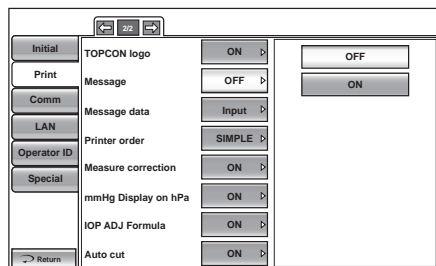 2/2
Initial
Print
Comm
LAN
Operator ID
Special
Return
TOPCON logo ON
Message OFF
Message data Input
Printer order SIMPLE
Measure correction ON
mmHg Display on hPa ON
IOP ADJ Formula ON
Auto cut ON
OFF
ON